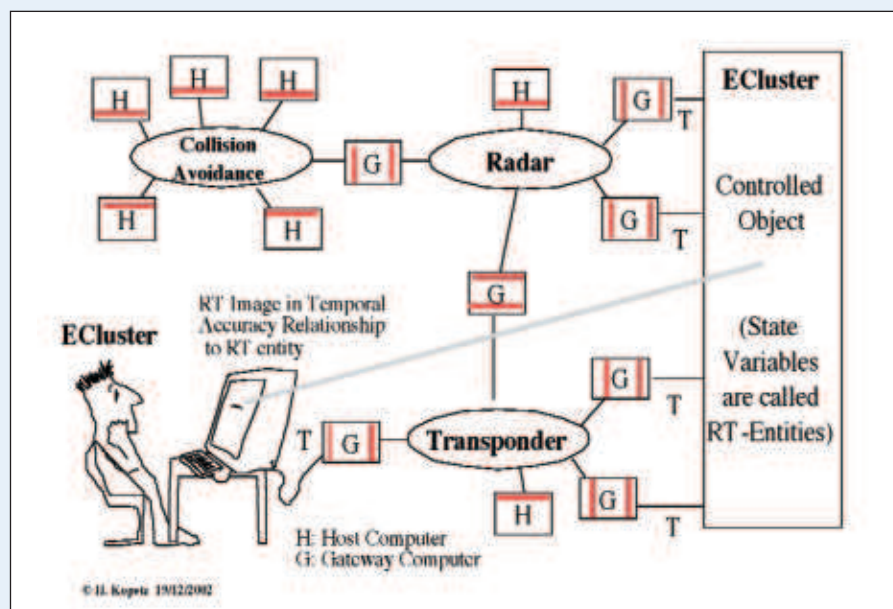 H
H
H
Collision
Avoidance
H
H
G
H
Radar
G
T
G
T
G
ECluster
Controlled
Object
(State
Variables
are called
RT-Entities)
RT Image in Temporal
Accuracy Relationship
to RT entity
ECluster
T
G
Transponder
G
T
H
G
T
H: Host Computer
G: Gateway Computer
© H. Kopetz 19/12/2002